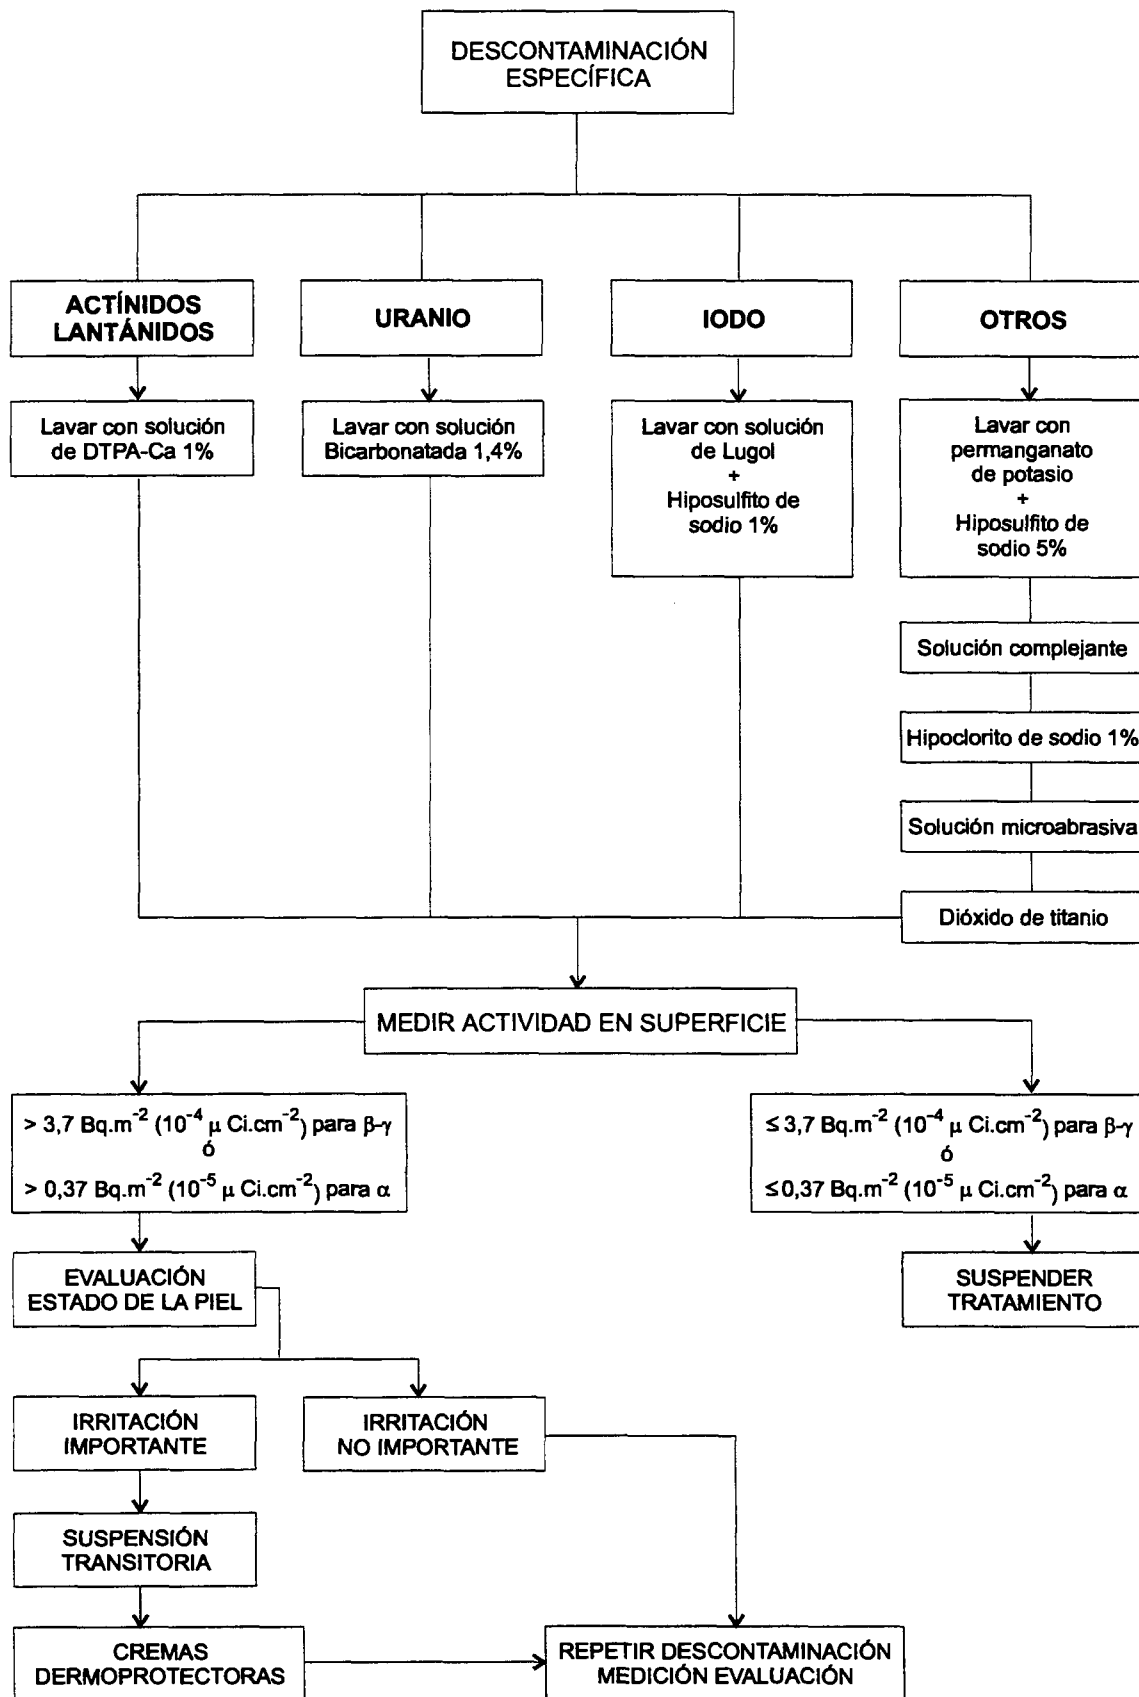 DESCONTAMINACIÓN
ESPECÍFICA
ACTÍNIDOS
LANTÁNIDOS
URANIO
IODO
OTROS
Lavar con solución
de DTPA-Ca 1%
Lavar con solución
Bicarbonatada 1,4%
Lavar con solución
de Lugol
+
Hiposulfito de
sodio 1%
Lavar con
permanganato
de potasio
+
Hiposulfito de
sodio 5%
Solución complejante
Hipoclorito de sodio 1%
Solución microabrasiva
Dióxido de titanio
MEDIR ACTIVIDAD EN SUPERFICIE
> 3,7 Bq.m⁻² (10⁻⁴ μ Ci.cm⁻²) para β-γ
ó
> 0,37 Bq.m⁻² (10⁻⁵ μ Ci.cm⁻²) para α
≤ 3,7 Bq.m⁻² (10⁻⁴ μ Ci.cm⁻²) para β-γ
ó
≤0,37 Bq.m⁻² (10⁻⁵ μ Ci.cm⁻²) para α
EVALUACIÓN
ESTADO DE LA PIEL
SUSPENDER
TRATAMIENTO
IRRITACIÓN
IMPORTANTE
IRRITACIÓN
NO IMPORTANTE
SUSPENSIÓN
TRANSITORIA
CREMAS
DERMOPROTECTORAS
REPETIR DESCONTAMINACIÓN
MEDICIÓN EVALUACIÓN